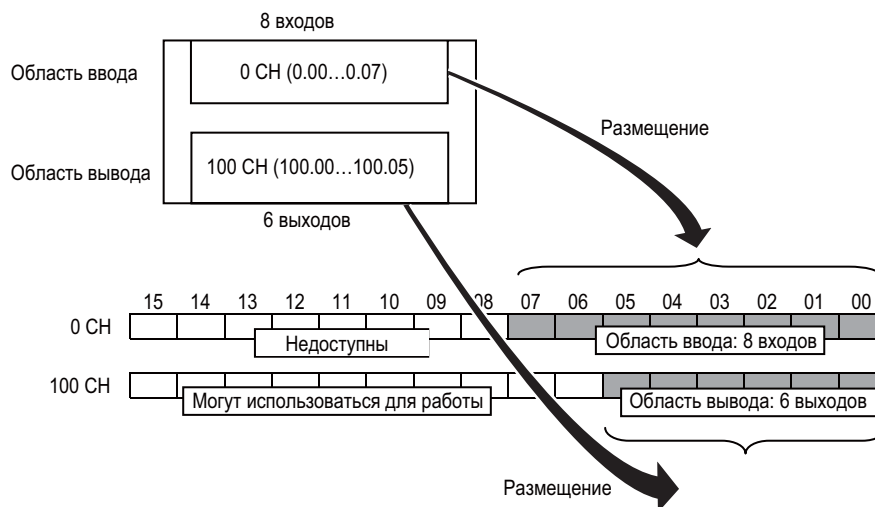 8 входов
Область ввода
0 CH (0.00…0.07)
Размещение
Область вывода
100 CH (100.00…100.05)
6 выходов
15 14 13 12 11 10 09 08 07 06 05 04 03 02 01 00
0 CH
Недоступны
Область ввода: 8 входов
100 CH
Могут использоваться для работы
Область вывода: 6 выходов
Размещение